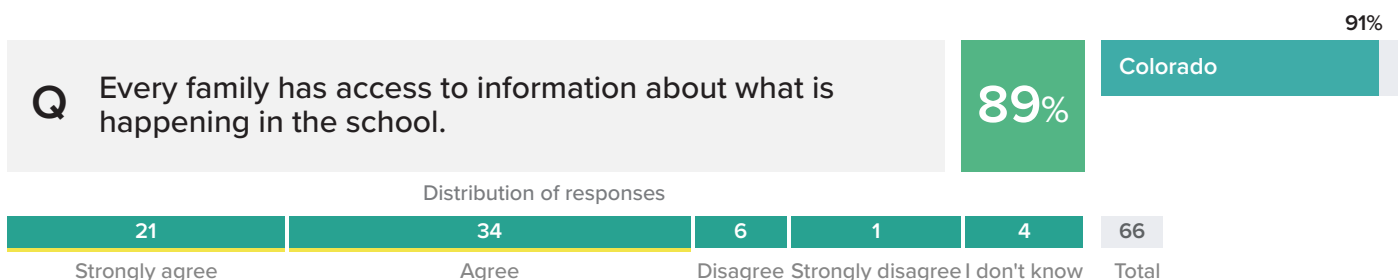 91%
Q
Every family has access to information about what is
happening in the school.
89%
Colorado
Distribution of responses
21 34 6 1 4 66
Strongly agree Agree Disagree Strongly disagree I don't know Total